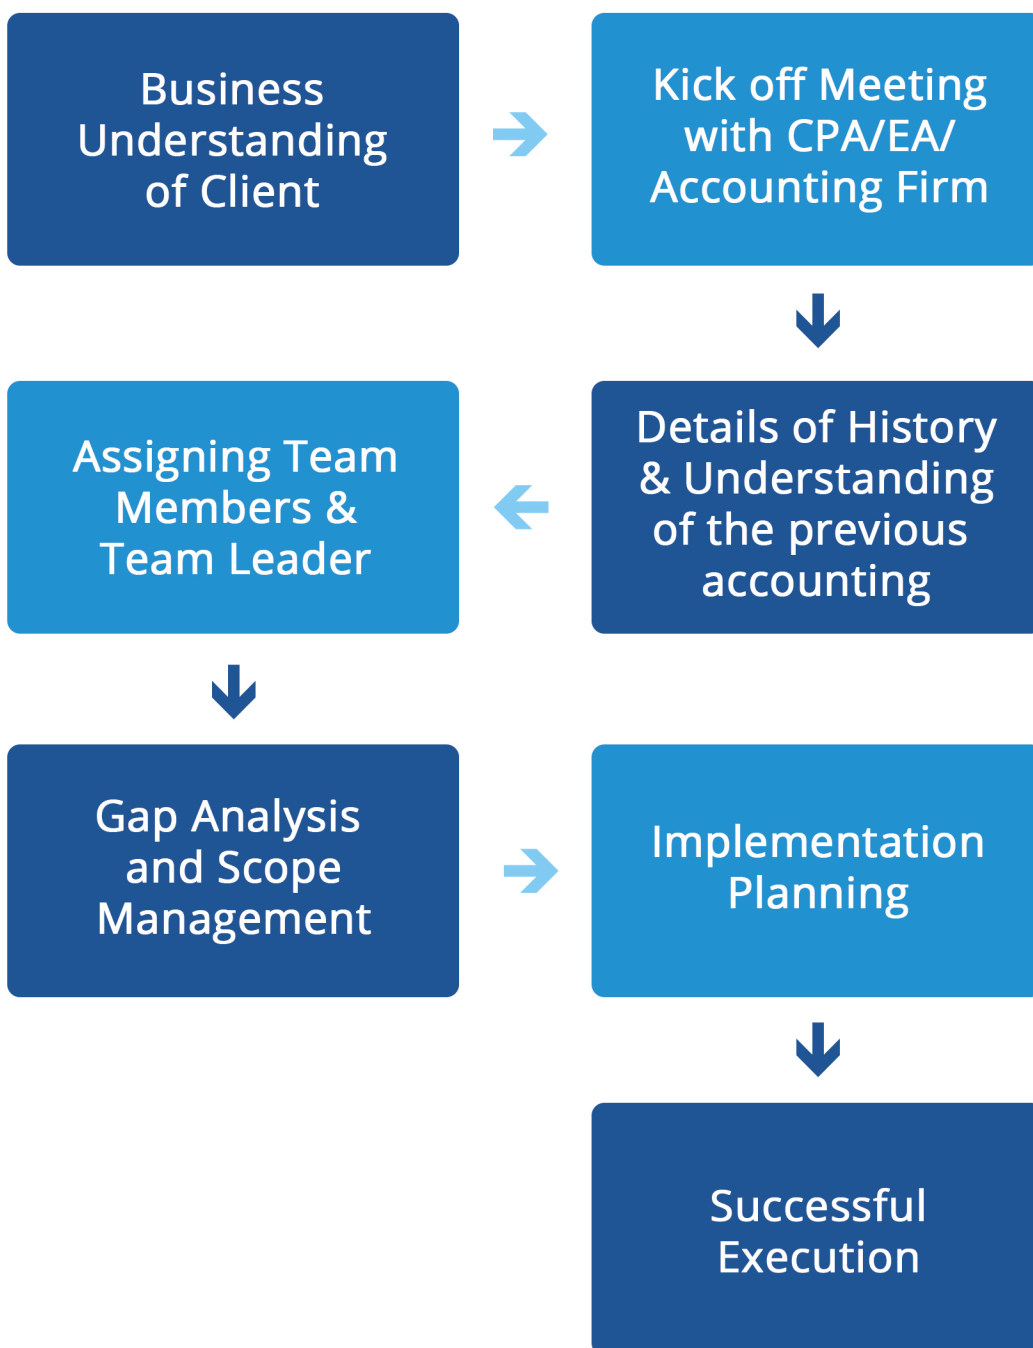 Business
Understanding
of Client
Kick off Meeting
with CPA/EA/
Accounting Firm
Details of History
& Understanding
of the previous
accounting
Assigning Team
Members &
Team Leader
Gap Analysis
and Scope
Management
Implementation
Planning
Successful
Execution